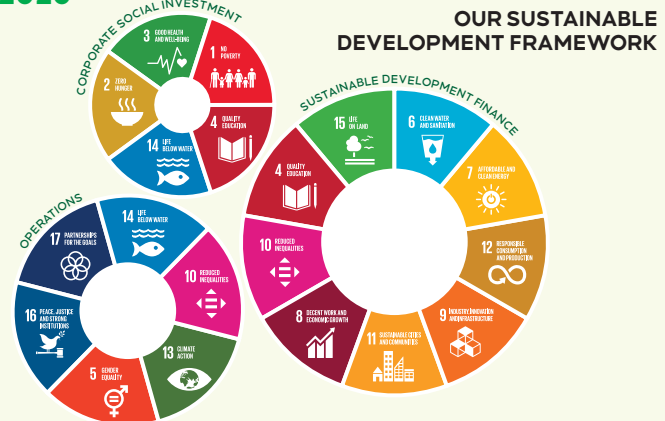 OUR SUSTAINABLE
DEVELOPMENT FRAMEWORK
CORPORATE SOCIAL INVESTMENT
3 GOOD HEALTH
AND WELL-BEING
1 NO
POVERTY
2 ZERO
HUNGER
4 QUALITY
EDUCATION
14 LIFE
BELOW WATER
SUSTAINABLE DEVELOPMENT FINANCE
15 LIFE
ON LAND
6 CLEAN WATER
AND SANITATION
4 QUALITY
EDUCATION
7 AFFORDABLE AND
CLEAN ENERGY
10 REDUCED
INEQUALITIES
12 RESPONSIBLE
CONSUMPTION
AND PRODUCTION
8 DECENT WORK AND
ECONOMIC GROWTH
9 INDUSTRY, INNOVATION
AND INFRASTRUCTURE
11 SUSTAINABLE CITIES
AND COMMUNITIES
OPERATIONS
14 LIFE
BELOW WATER
17 PARTNERSHIPS
FOR THE GOALS
10 REDUCED
INEQUALITIES
16 PEACE, JUSTICE
AND STRONG
INSTITUTIONS
13 CLIMATE
ACTION
5 GENDER
EQUALITY